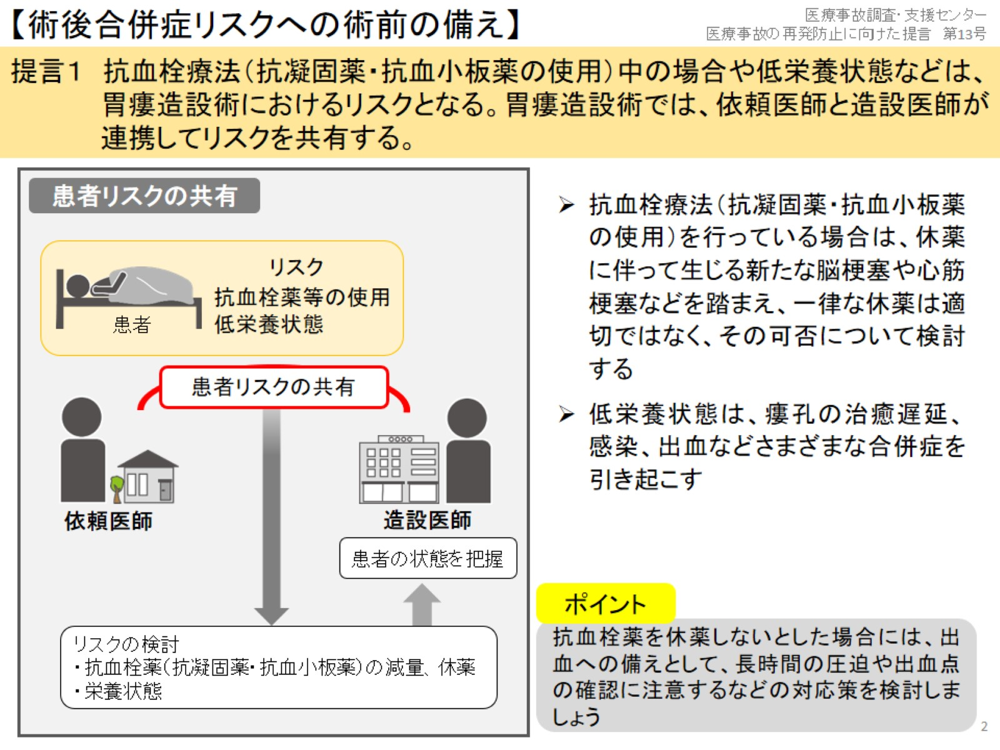 【術後合併症リスクへの術前の備え】
医療事故調査・支援センター
医療事故の再発防止に向けた提言 第13号
提言1 抗血栓療法(抗凝固薬・抗血小板薬の使用)中の場合や低栄養状態などは、
胃瘻造設術におけるリスクとなる。胃瘻造設術では、依頼医師と造設医師が
連携してリスクを共有する。
患者リスクの共有
リスク
抗血栓薬等の使用
低栄養状態
患者
患者リスクの共有
依頼医師
造設医師
患者の状態を把握
リスクの検討
・抗血栓薬(抗凝固薬・抗血小板薬)の減量、休薬
・栄養状態
➢ 抗血栓療法(抗凝固薬・抗血小板薬
の使用)を行っている場合は、休薬
に伴って生じる新たな脳梗塞や心筋
梗塞などを踏まえ、一律な休薬は適
切ではなく、その可否について検討
する
➢ 低栄養状態は、瘻孔の治癒遅延、
感染、出血などさまざまな合併症を
引き起こす
ポイント
抗血栓薬を休薬しないとした場合には、出
血への備えとして、長時間の圧迫や出血点
の確認に注意するなどの対応策を検討しま
しょう
2